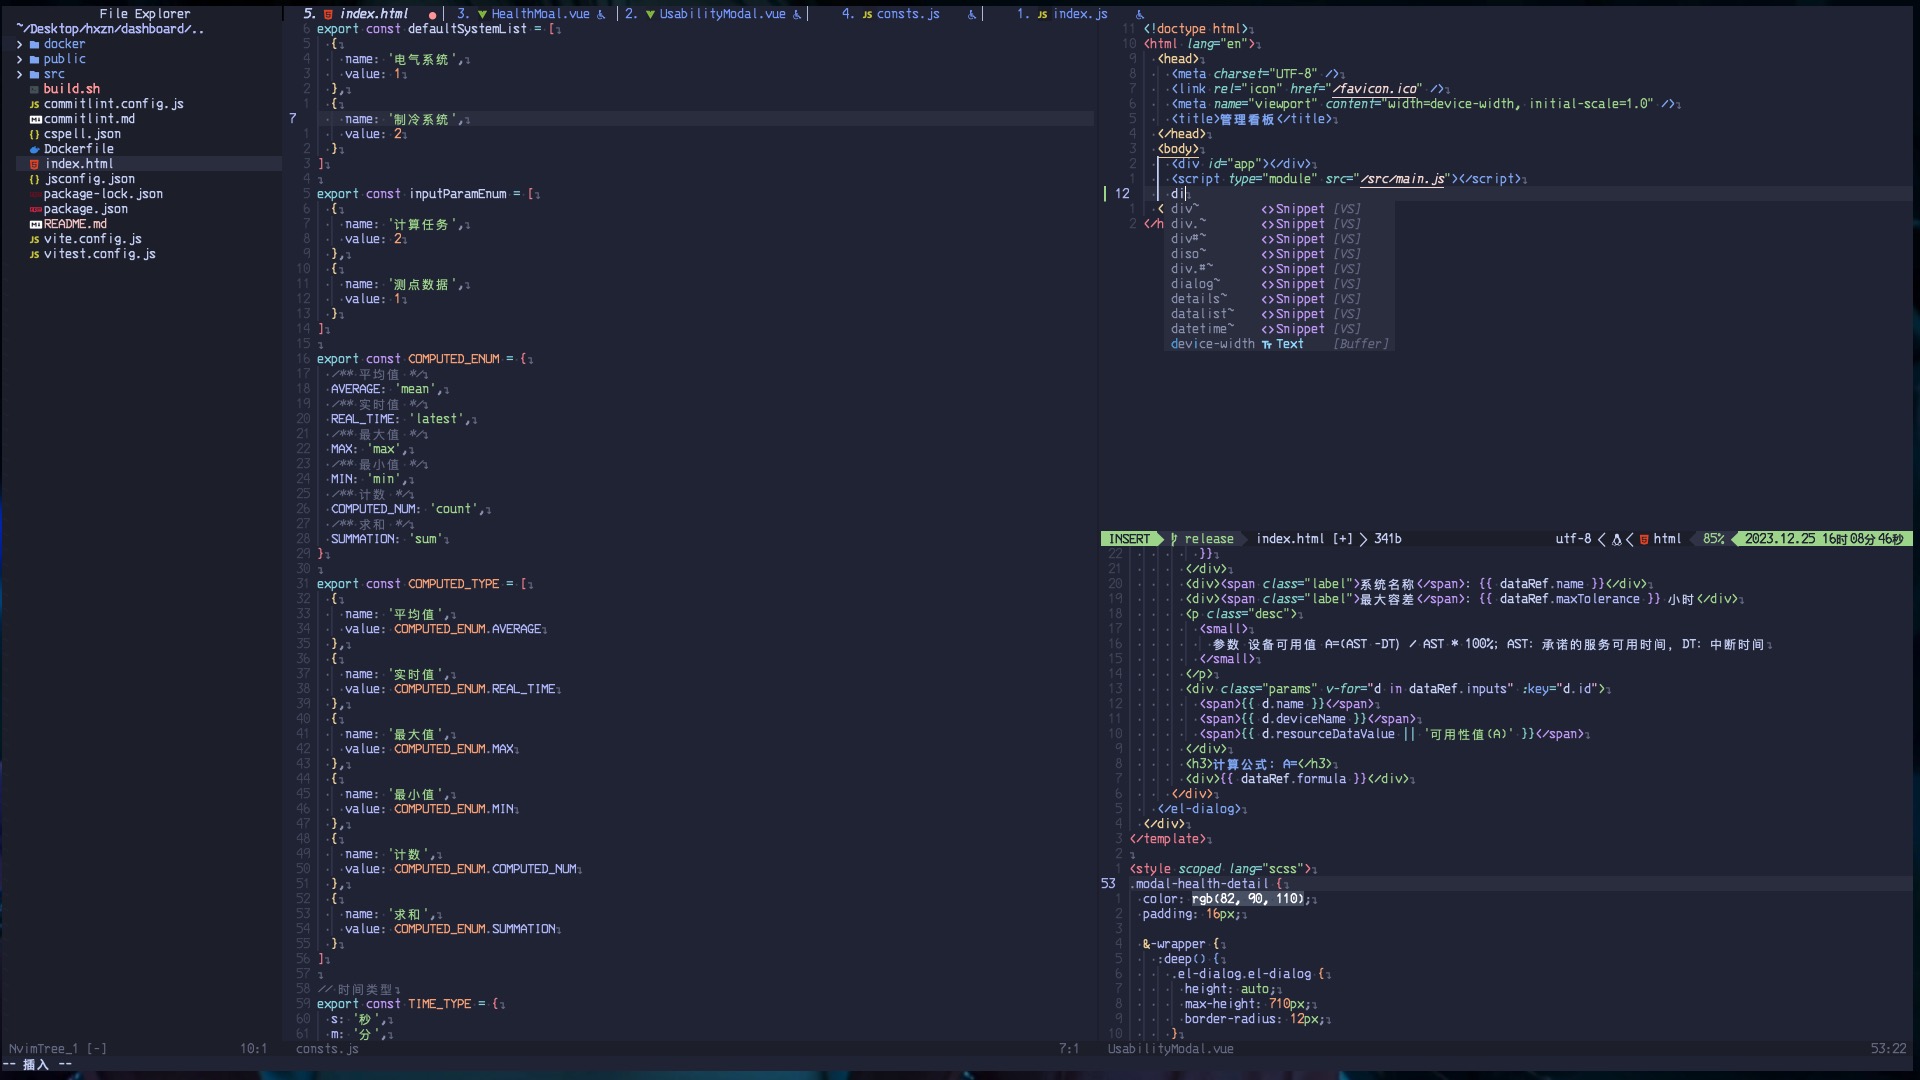 File Explorer
~/Desktop/hxzn/dashboard/..
docker
public
src
build.sh
commitlint.config.js
commitlint.md
cspell.json
Dockerfile
index.html
jsconfig.json
package-lock.json
package.json
README.md
vite.config.js
vitest.config.js
NvimTree_1 [-] 10:1
5. index.html 3. HealthMoal.vue 2. UsabilityModal.vue 4. consts.js 1. index.js
6 export const defaultSystemList = [
5 {
4 name: '电气系统',
3 value: 1
2 },
1 {
7 name: '制冷系统',
1 value: 2
2 }
3 ]
4
5 export const inputParamEnum = [
6 {
7 name: '计算任务',
8 value: 2
9 },
10 {
11 name: '测点数据',
12 value: 1
13 }
14 ]
15
16 export const COMPUTED_ENUM = {
17 /** 平均值 */
18 AVERAGE: 'mean',
19 /** 实时值 */
20 REAL_TIME: 'latest',
21 /** 最大值 */
22 MAX: 'max',
23 /** 最小值 */
24 MIN: 'min',
25 /** 计数 */
26 COMPUTED_NUM: 'count',
27 /** 求和 */
28 SUMMATION: 'sum'
29 }
30
31 export const COMPUTED_TYPE = [
32 {
33 name: '平均值',
34 value: COMPUTED_ENUM.AVERAGE
35 },
36 {
37 name: '实时值',
38 value: COMPUTED_ENUM.REAL_TIME
39 },
40 {
41 name: '最大值',
42 value: COMPUTED_ENUM.MAX
43 },
44 {
45 name: '最小值',
46 value: COMPUTED_ENUM.MIN
47 },
48 {
49 name: '计数',
50 value: COMPUTED_ENUM.COMPUTED_NUM
51 },
52 {
53 name: '求和',
54 value: COMPUTED_ENUM.SUMMATION
55 }
56 ]
57
58 // 时间类型
59 export const TIME_TYPE = {
60 s: '秒',
61 m: '分',
consts.js 7:1
11 <!doctype html>
10 <html lang="en">
9 <head>
8 <meta charset="UTF-8" />
7 <link rel="icon" href="/favicon.ico" />
6 <meta name="viewport" content="width=device-width, initial-scale=1.0" />
5 <title>管理看板</title>
4 </head>
3 <body>
2 <div id="app"></div>
1 <script type="module" src="/src/main.js"></script>
12 di
1 < div~ <>Snippet [VS]
2 </h div.~ <>Snippet [VS]
div#~ <>Snippet [VS]
diso~ <>Snippet [VS]
div.#~ <>Snippet [VS]
dialog~ <>Snippet [VS]
details~ <>Snippet [VS]
datalist~ <>Snippet [VS]
datetime~ <>Snippet [VS]
device-width Text [Buffer]
INSERT release index.html [+] 341b utf-8 html 85% 2023.12.25 16时08分46秒
22 }}
21 </div>
20 <div><span class="label">系统名称</span>: {{ dataRef.name }}</div>
19 <div><span class="label">最大容差</span>: {{ dataRef.maxTolerance }} 小时</div>
18 <p class="desc">
17 <small>
16 参数 设备可用值 A=(AST -DT) / AST * 100%; AST: 承诺的服务可用时间, DT: 中断时间
15 </small>
14 </p>
13 <div class="params" v-for="d in dataRef.inputs" :key="d.id">
12 <span>{{ d.name }}</span>
11 <span>{{ d.deviceName }}</span>
10 <span>{{ d.resourceDataValue || '可用性值(A)' }}</span>
9 </div>
8 <h3>计算公式: A=</h3>
7 <div>{{ dataRef.formula }}</div>
6 </div>
5 </el-dialog>
4 </div>
3 </template>
2
1 <style scoped lang="scss">
53 .modal-health-detail {
1 color: rgb(82, 90, 110);
2 padding: 16px;
3
4 &-wrapper {
5 :deep() {
6 .el-dialog.el-dialog {
7 height: auto;
8 max-height: 710px;
9 border-radius: 12px;
10 }
UsabilityModal.vue 53:22
-- 插入 --